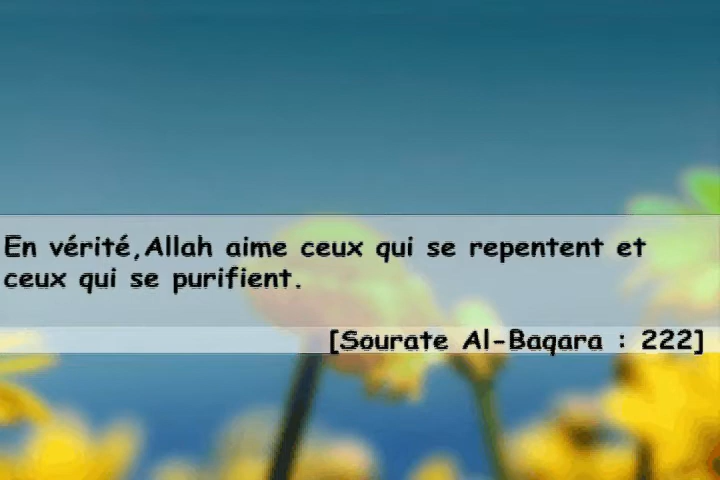 En vérité,Allah aime ceux qui se repentent et
ceux qui se purifient.
[Sourate Al-Baqara : 222]